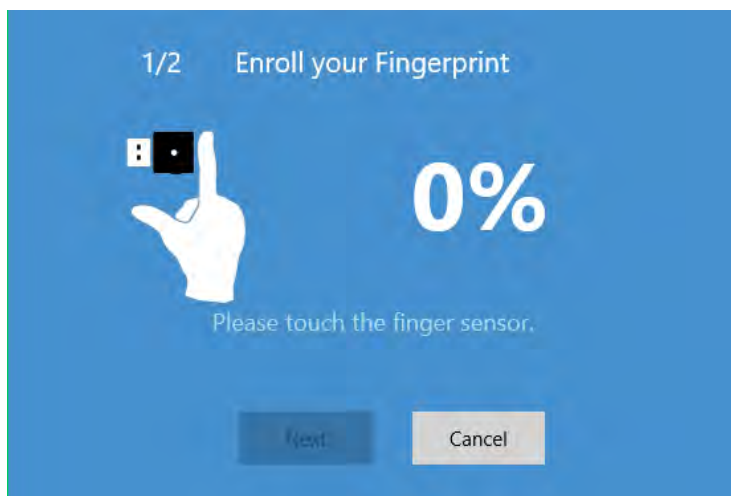 1/2 Enroll your Fingerprint
0%
Please touch the finger sensor.
Next
Cancel